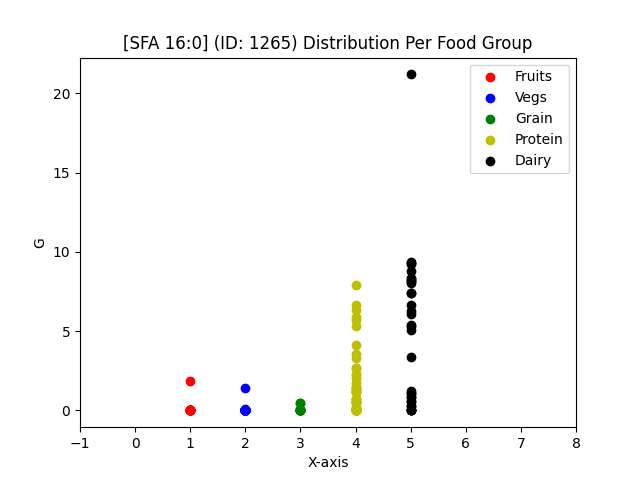 [SFA 16:0] (ID: 1265) Distribution Per Food Group
Fruits
Vegs
Grain
Protein
Dairy
G
20
15
10
5
0
−1 0 1 2 3 4 5 6 7 8
X-axis